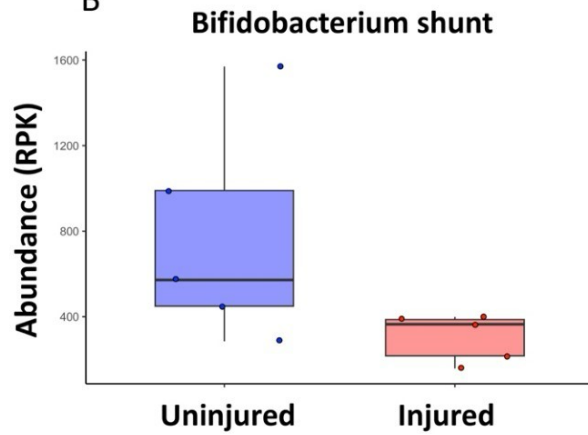 B
Bifidobacterium shunt
Abundance (RPK)
1600
1200
800
400
Uninjured
Injured